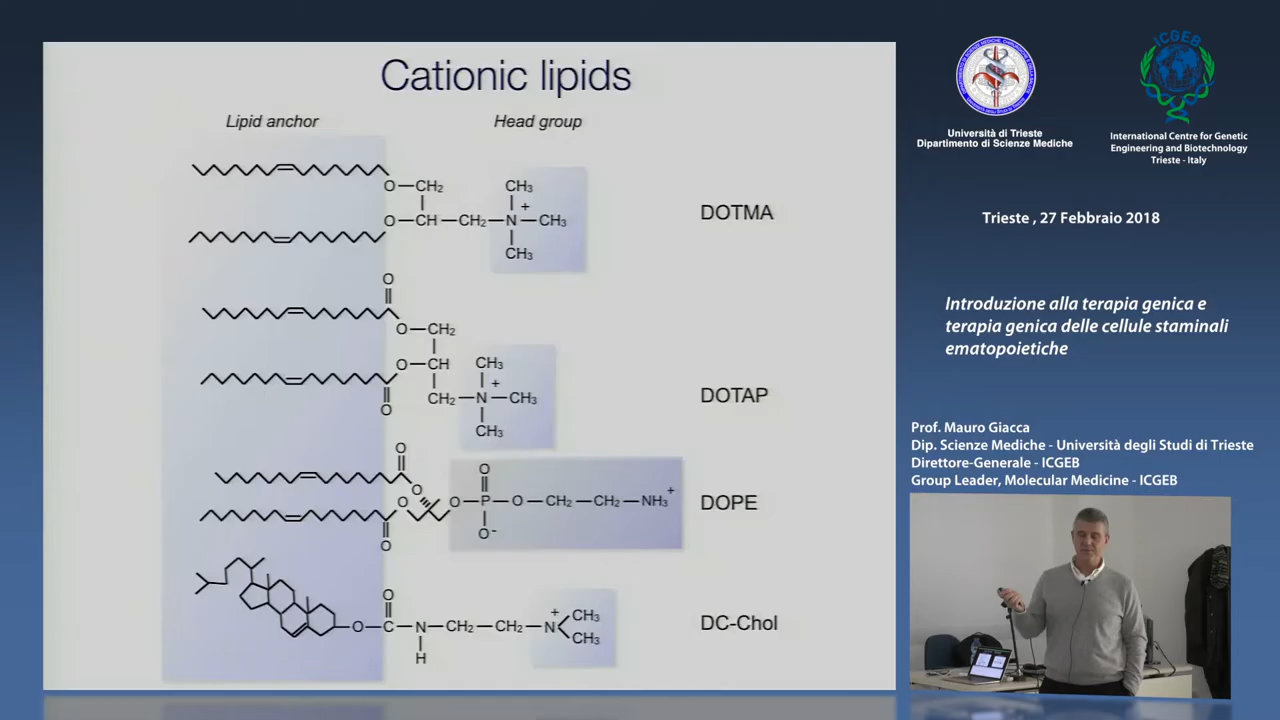 Cationic lipids
Lipid anchor
Head group
O—CH₂
O—CH—CH₂—N—CH₃
CH₃
+
CH₃
DOTMA
O
O—CH₂
O—CH
CH₂—N—CH₃
O
CH₃
+
CH₃
DOTAP
O
O
O
O
O—P—O—CH₂—CH₂—NH₃
+
O
O⁻
DOPE
O
O—C—N—CH₂—CH₂—N
H
+
CH₃
CH₃
DC-Chol
Università di Trieste
Dipartimento di Scienze Mediche
ICGEB
International Centre for Genetic
Engineering and Biotechnology
Trieste - Italy
Trieste , 27 Febbraio 2018
Introduzione alla terapia genica e
terapia genica delle cellule staminali
ematopoietiche
Prof. Mauro Giacca
Dip. Scienze Mediche - Università degli Studi di Trieste
Direttore-Generale - ICGEB
Group Leader, Molecular Medicine - ICGEB